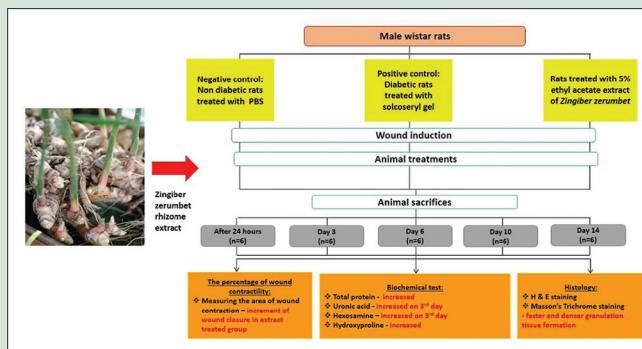 Male wistar rats
Negative control:
Non diabetic rats
treated with PBS
Positive control:
Diabetic rats
treated with
solcoseryl gel
Rats treated with 5%
ethyl acetate extract
of Zingiber zerumbet
Wound induction
Animal treatments
Zingiber
zerumbet
rhizome
extract
Animal sacrifices
After 24 hours
(n=6)
Day 3
(n=6)
Day 6
(n=6)
Day 10
(n=6)
Day 14
(n=6)
The percentage of wound
contractility:
❖ Measuring the area of wound
contraction – increment of
wound closure in extract
treated group
Biochemical test:
❖ Total protein - increased
❖ Uronic acid - increased on 3rd day
❖ Hexosamine – increased on 3rd day
❖ Hydroxyproline - increased
Histology:
❖ H & E staining
❖ Masson's Trichrome staining
- faster and denser granulation
tissue formation